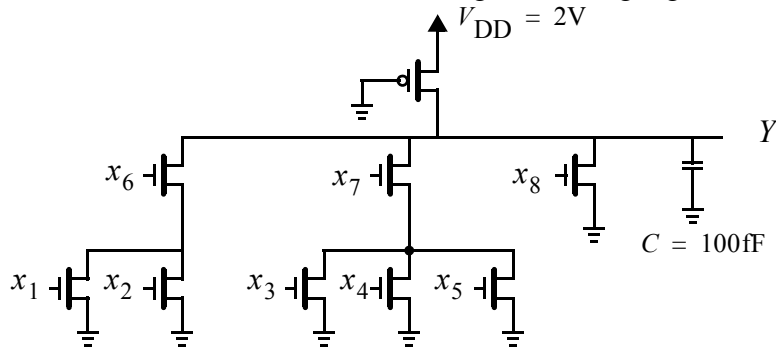 V_DD = 2V
Y
x_6
x_7
x_8
C = 100fF
x_1 x_2 x_3 x_4 x_5